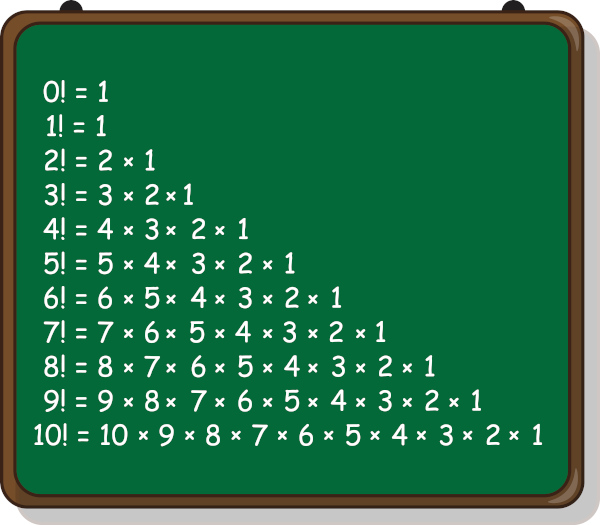 0! = 1
1! = 1
2! = 2 × 1
3! = 3 × 2 × 1
4! = 4 × 3 × 2 × 1
5! = 5 × 4 × 3 × 2 × 1
6! = 6 × 5 × 4 × 3 × 2 × 1
7! = 7 × 6 × 5 × 4 × 3 × 2 × 1
8! = 8 × 7 × 6 × 5 × 4 × 3 × 2 × 1
9! = 9 × 8 × 7 × 6 × 5 × 4 × 3 × 2 × 1
10! = 10 × 9 × 8 × 7 × 6 × 5 × 4 × 3 × 2 × 1